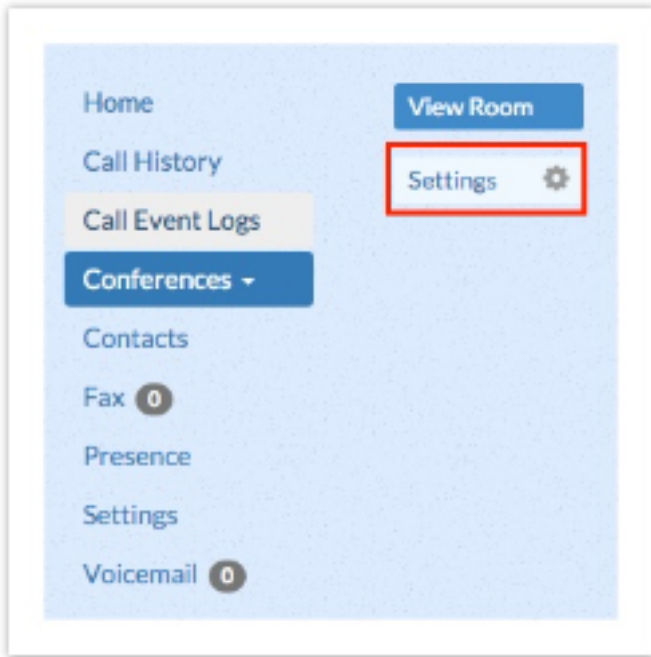 Home
Call History
Call Event Logs
Conferences
Contacts
Fax 0
Presence
Settings
Voicemail 0
View Room
Settings